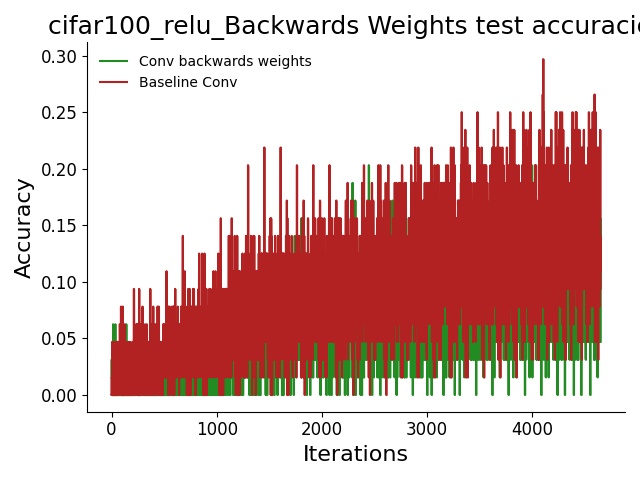 cifar100_relu_Backwards Weights test accuracie
0.30
0.25
0.20
0.15
0.10
0.05
0.00
Accuracy
Conv backwards weights
Baseline Conv
0 1000 2000 3000 4000
Iterations